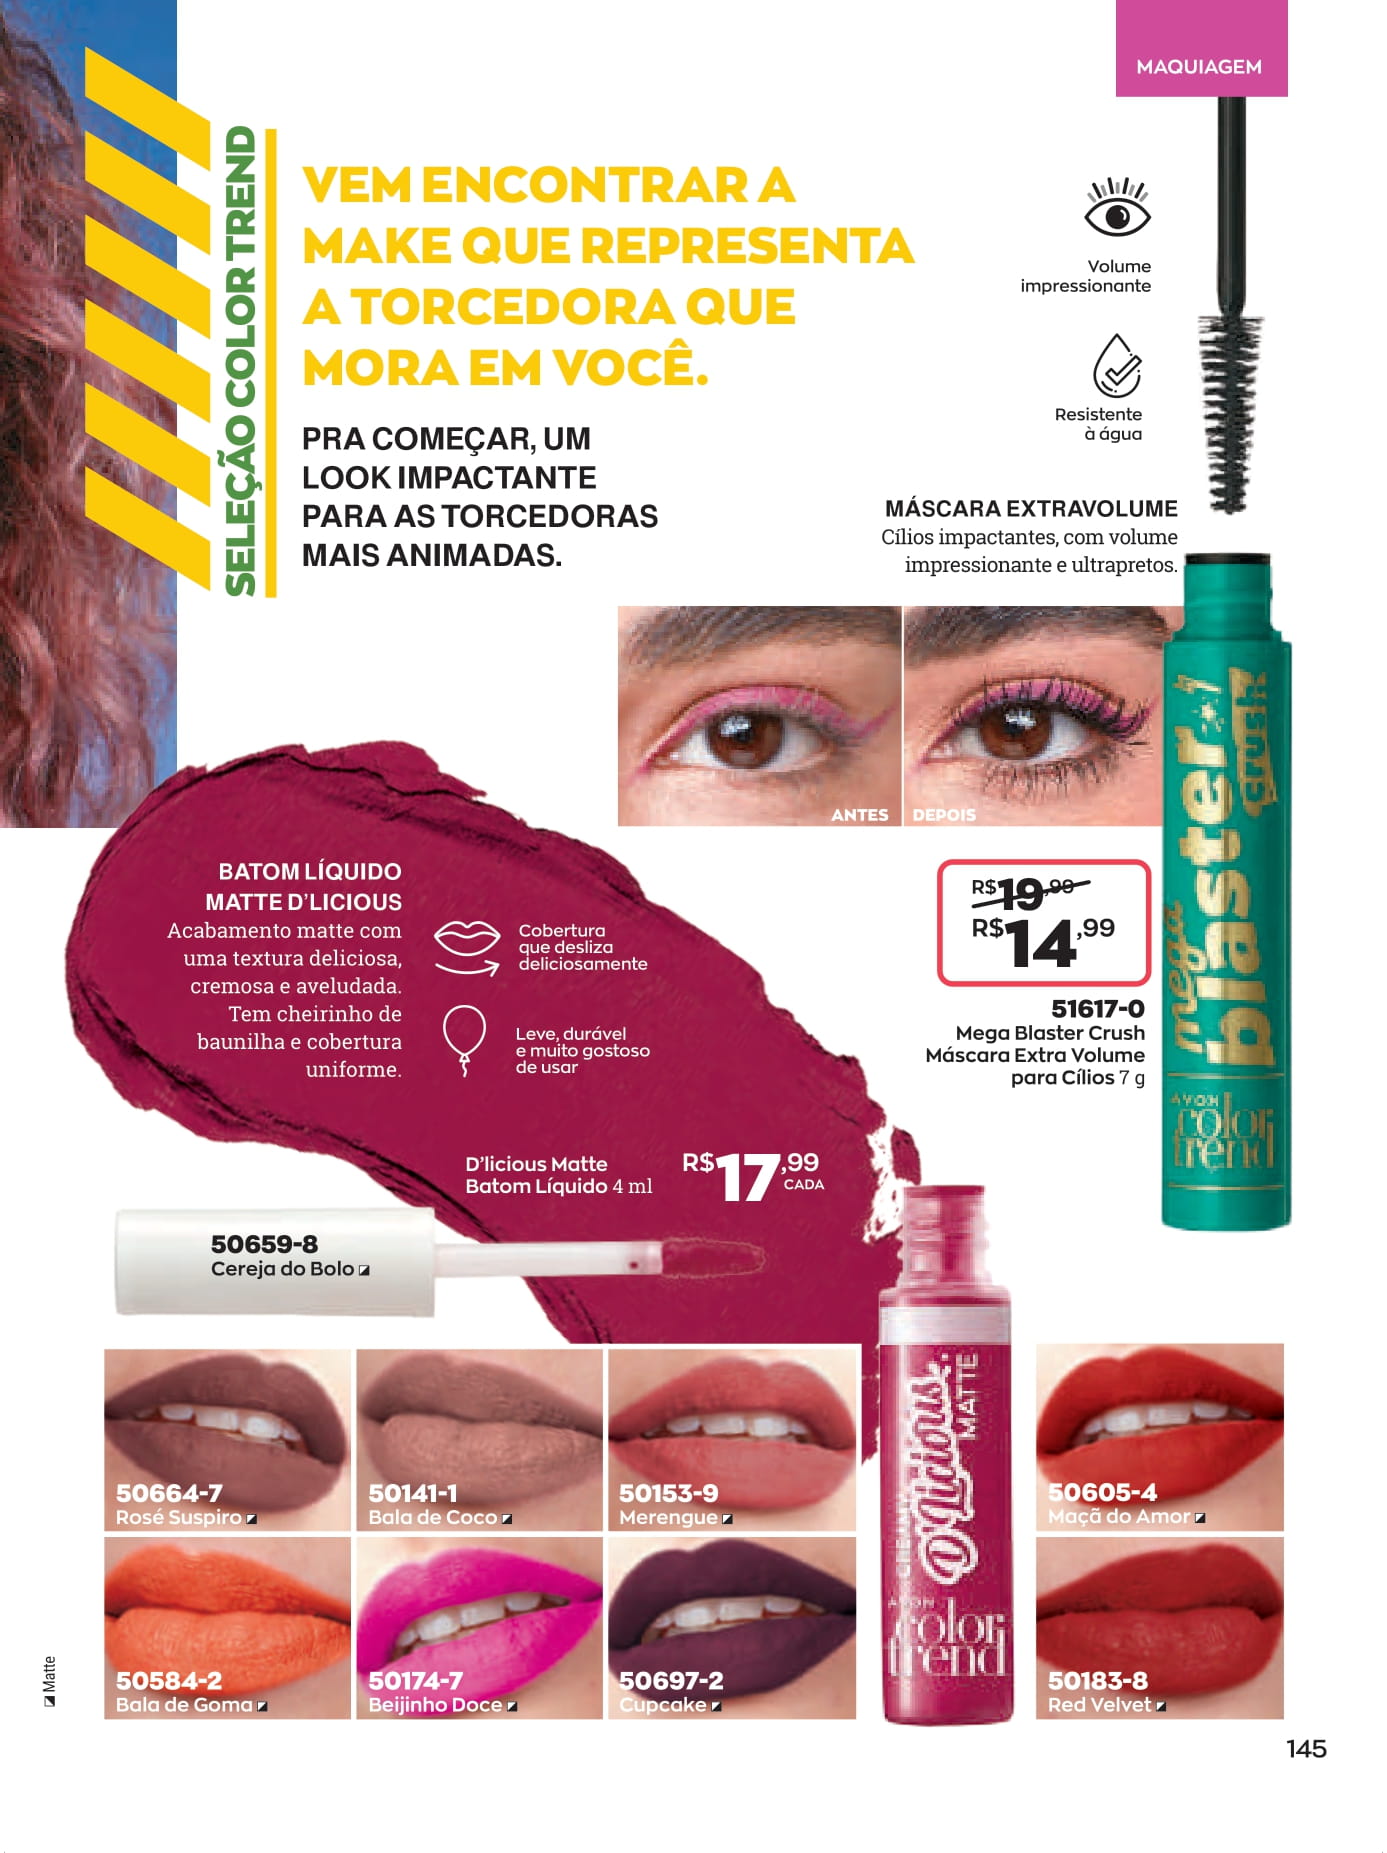 MAQUIAGEM
SELEÇÃO COLOR TREND
VEM ENCONTRAR A
MAKE QUE REPRESENTA
A TORCEDORA QUE
MORA EM VOCÊ.
PRA COMEÇAR, UM
LOOK IMPACTANTE
PARA AS TORCEDORAS
MAIS ANIMADAS.
Volume
impressionante
Resistente
à água
MÁSCARA EXTRAVOLUME
Cílios impactantes, com volume
impressionante e ultrapretos.
ANTES
DEPOIS
R$19,99
R$14,99
51617-0
Mega Blaster Crush
Máscara Extra Volume
para Cílios 7 g
mega
blaster
crush
AVON
color
trend
BATOM LÍQUIDO
MATTE D’LICIOUS
Acabamento matte com
uma textura deliciosa,
cremosa e aveludada.
Tem cheirinho de
baunilha e cobertura
uniforme.
Cobertura
que desliza
deliciosamente
Leve, durável
e muito gostoso
de usar
D’licious Matte
Batom Líquido 4 ml
R$17,99
CADA
50659-8
Cereja do Bolo
50664-7
Rosé Suspiro
50141-1
Bala de Coco
50153-9
Merengue
50605-4
Maçã do Amor
50584-2
Bala de Goma
50174-7
Beijinho Doce
50697-2
Cupcake
50183-8
Red Velvet
CREAMY
D'licious
MATTE
AVON
color
trend
Matte
145